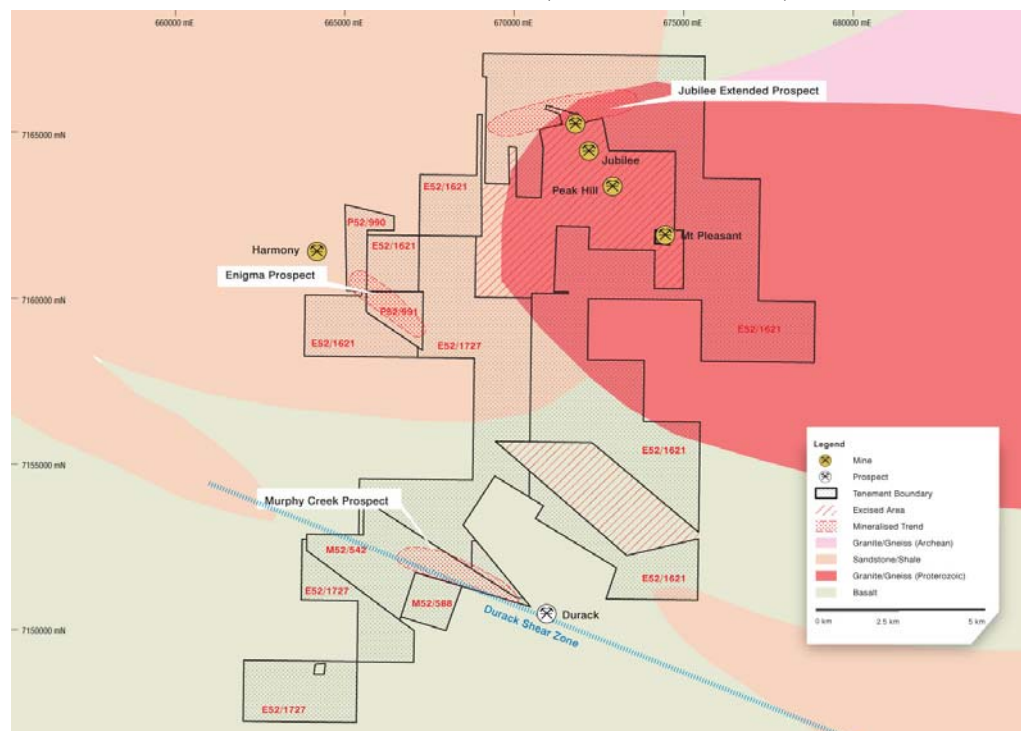 660000 mE
665000 mE
670000 mE
675000 mE
680000 mE
Jubilee Extended Prospect
7165000 mN
Jubilee
E52/1621
Peak Hill
P52/990
Mt Pleasant
Harmony
E52/1621
Enigma Prospect
7160000 mN
P52/991
E52/1621
E52/1621
E52/1727
7155000 mN
E52/1621
Murphy Creek Prospect
M52/542
E52/1621
E52/1727
M52/588
Durack
Durack Shear Zone
7150000 mN
E52/1727
Legend
Mine
Prospect
Tenement Boundary
Excised Area
Mineralised Trend
Granite/Gneiss (Archean)
Sandstone/Shale
Granite/Gneiss (Proterozoic)
Basalt
0 km
2.5 km
5 km